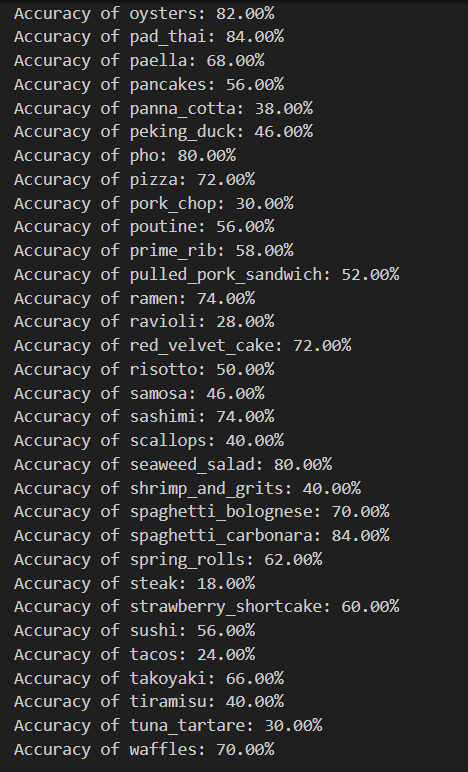 Accuracy of oysters: 82.00%
Accuracy of pad_thai: 84.00%
Accuracy of paella: 68.00%
Accuracy of pancakes: 56.00%
Accuracy of panna_cotta: 38.00%
Accuracy of peking_duck: 46.00%
Accuracy of pho: 80.00%
Accuracy of pizza: 72.00%
Accuracy of pork_chop: 30.00%
Accuracy of poutine: 56.00%
Accuracy of prime_rib: 58.00%
Accuracy of pulled_pork_sandwich: 52.00%
Accuracy of ramen: 74.00%
Accuracy of ravioli: 28.00%
Accuracy of red_velvet_cake: 72.00%
Accuracy of risotto: 50.00%
Accuracy of samosa: 46.00%
Accuracy of sashimi: 74.00%
Accuracy of scallops: 40.00%
Accuracy of seaweed_salad: 80.00%
Accuracy of shrimp_and_grits: 40.00%
Accuracy of spaghetti_bolognese: 70.00%
Accuracy of spaghetti_carbonara: 84.00%
Accuracy of spring_rolls: 62.00%
Accuracy of steak: 18.00%
Accuracy of strawberry_shortcake: 60.00%
Accuracy of sushi: 56.00%
Accuracy of tacos: 24.00%
Accuracy of takoyaki: 66.00%
Accuracy of tiramisu: 40.00%
Accuracy of tuna_tartare: 30.00%
Accuracy of waffles: 70.00%